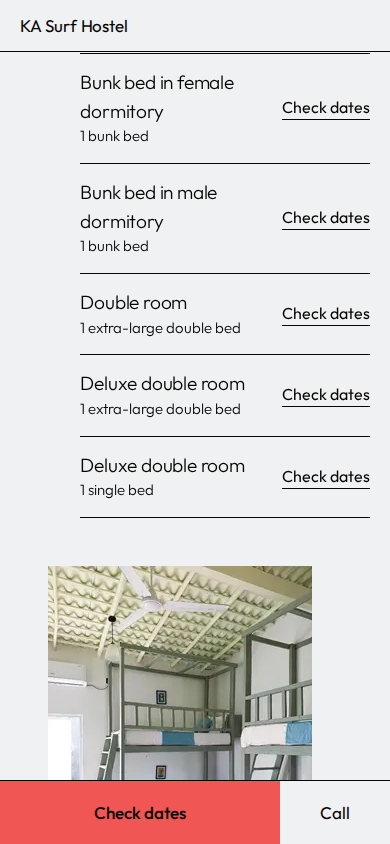 KA Surf Hostel
Bunk bed in female
dormitory
1 bunk bed
Check dates
Bunk bed in male
dormitory
1 bunk bed
Check dates
Double room
1 extra-large double bed
Check dates
Deluxe double room
1 extra-large double bed
Check dates
Deluxe double room
1 single bed
Check dates
Check dates
Call